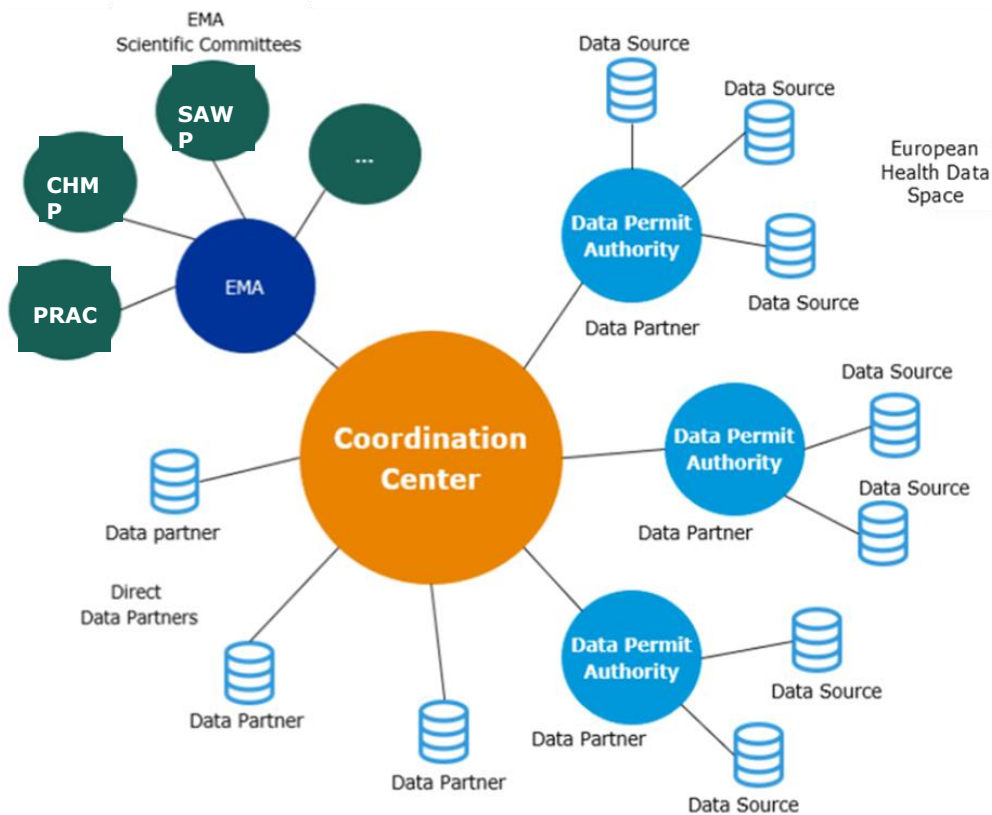 EMA
Scientific Committees
SAW
P
...
CHM
P
PRAC
EMA
Data Source
Data Source
European
Health Data
Space
Data Permit
Authority
Data Source
Data Partner
Coordination
Center
Data Source
Data Permit
Authority
Data Source
Data Partner
Data partner
Direct
Data Partners
Data Partner
Data Partner
Data Permit
Authority
Data Source
Data Partner
Data Source